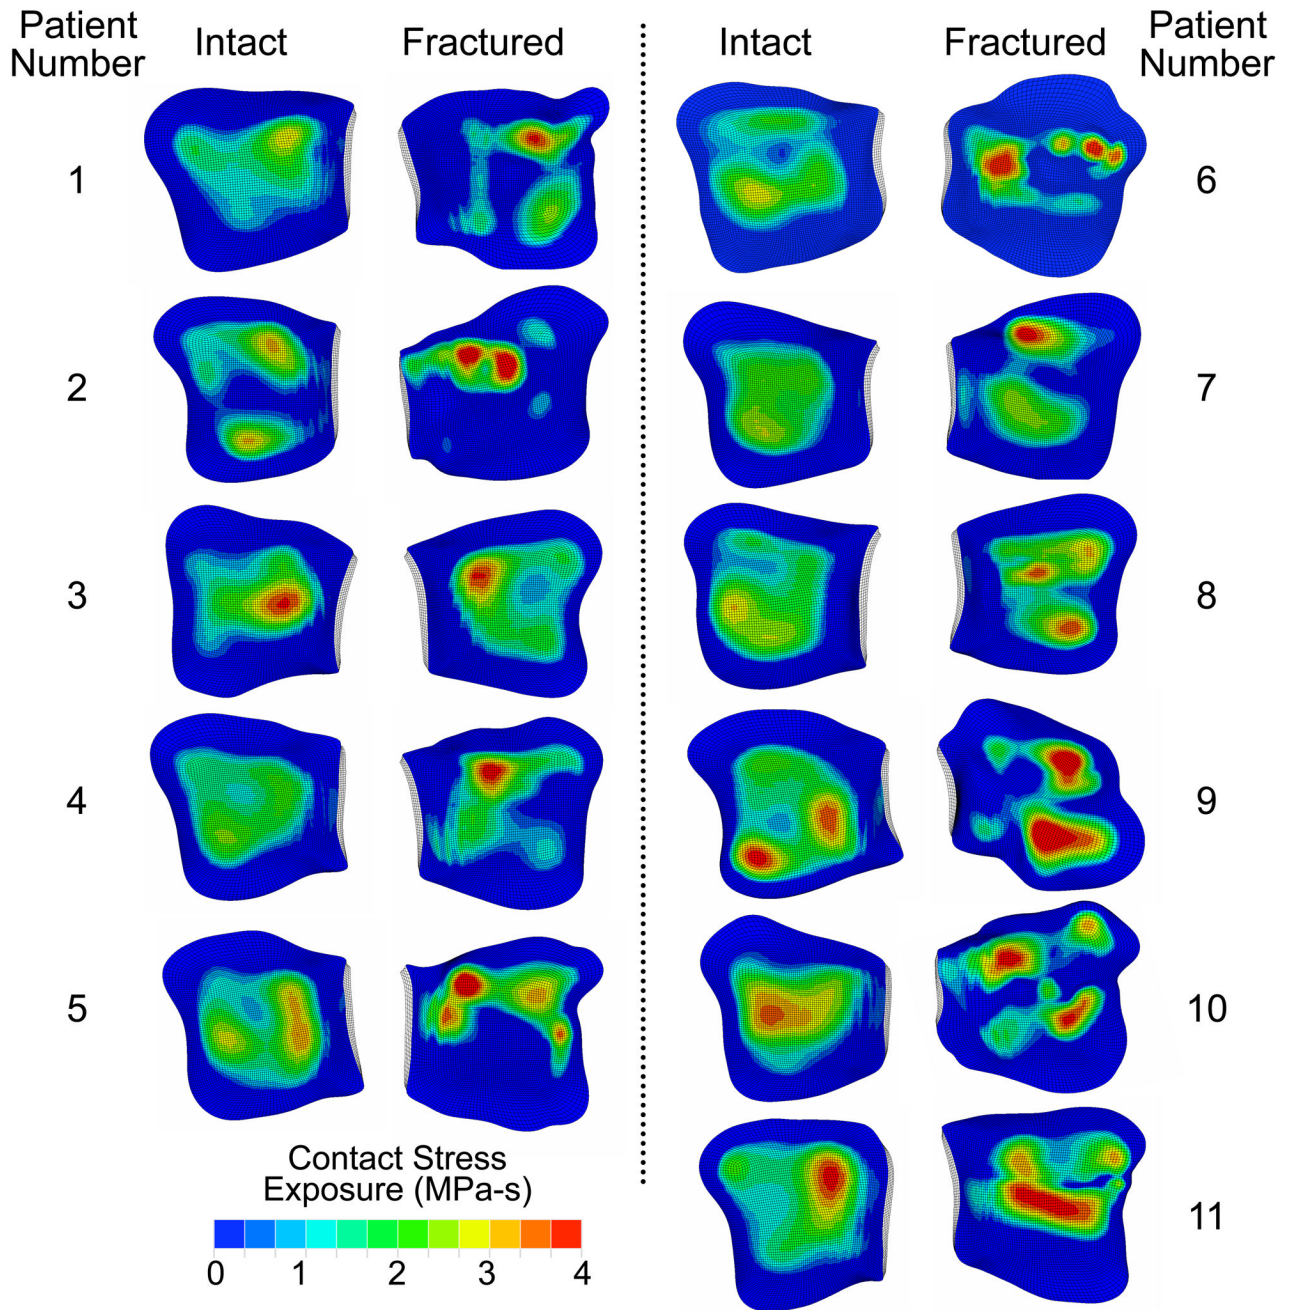 Patient
Number
Intact
Fractured
1
2
3
4
5
Intact
Fractured
Patient
Number
6
7
8
9
10
11
Contact Stress
Exposure (MPa-s)
0 1 2 3 4